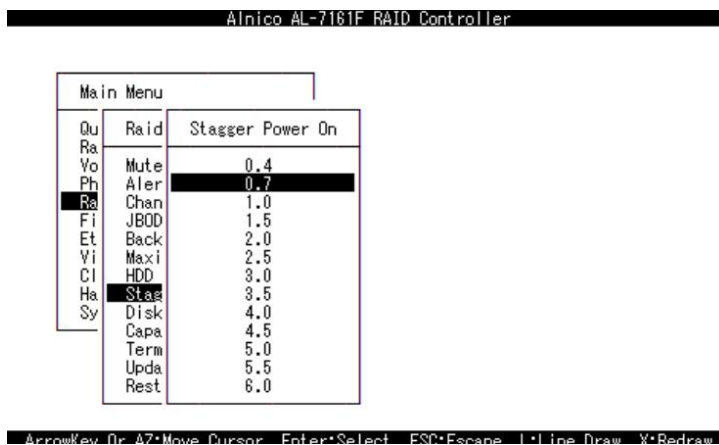 Alnico AL-7161F RAID Controller
Main Menu
Qu
Ra
Vo
Ph
Ra
Fi
Et
Vi
Cl
Ha
Sy
Raid
Mute
Aler
Chan
JBOD
Back
Maxi
HDD
Stag
Disk
Capa
Term
Upda
Rest
Stagger Power On
0.4
0.7
1.0
1.5
2.0
2.5
3.0
3.5
4.0
4.5
5.0
5.5
6.0
ArrowKey Or AZ:Move Cursor, Enter:Select, ESC:Escape, L:Line Draw, X:Redraw